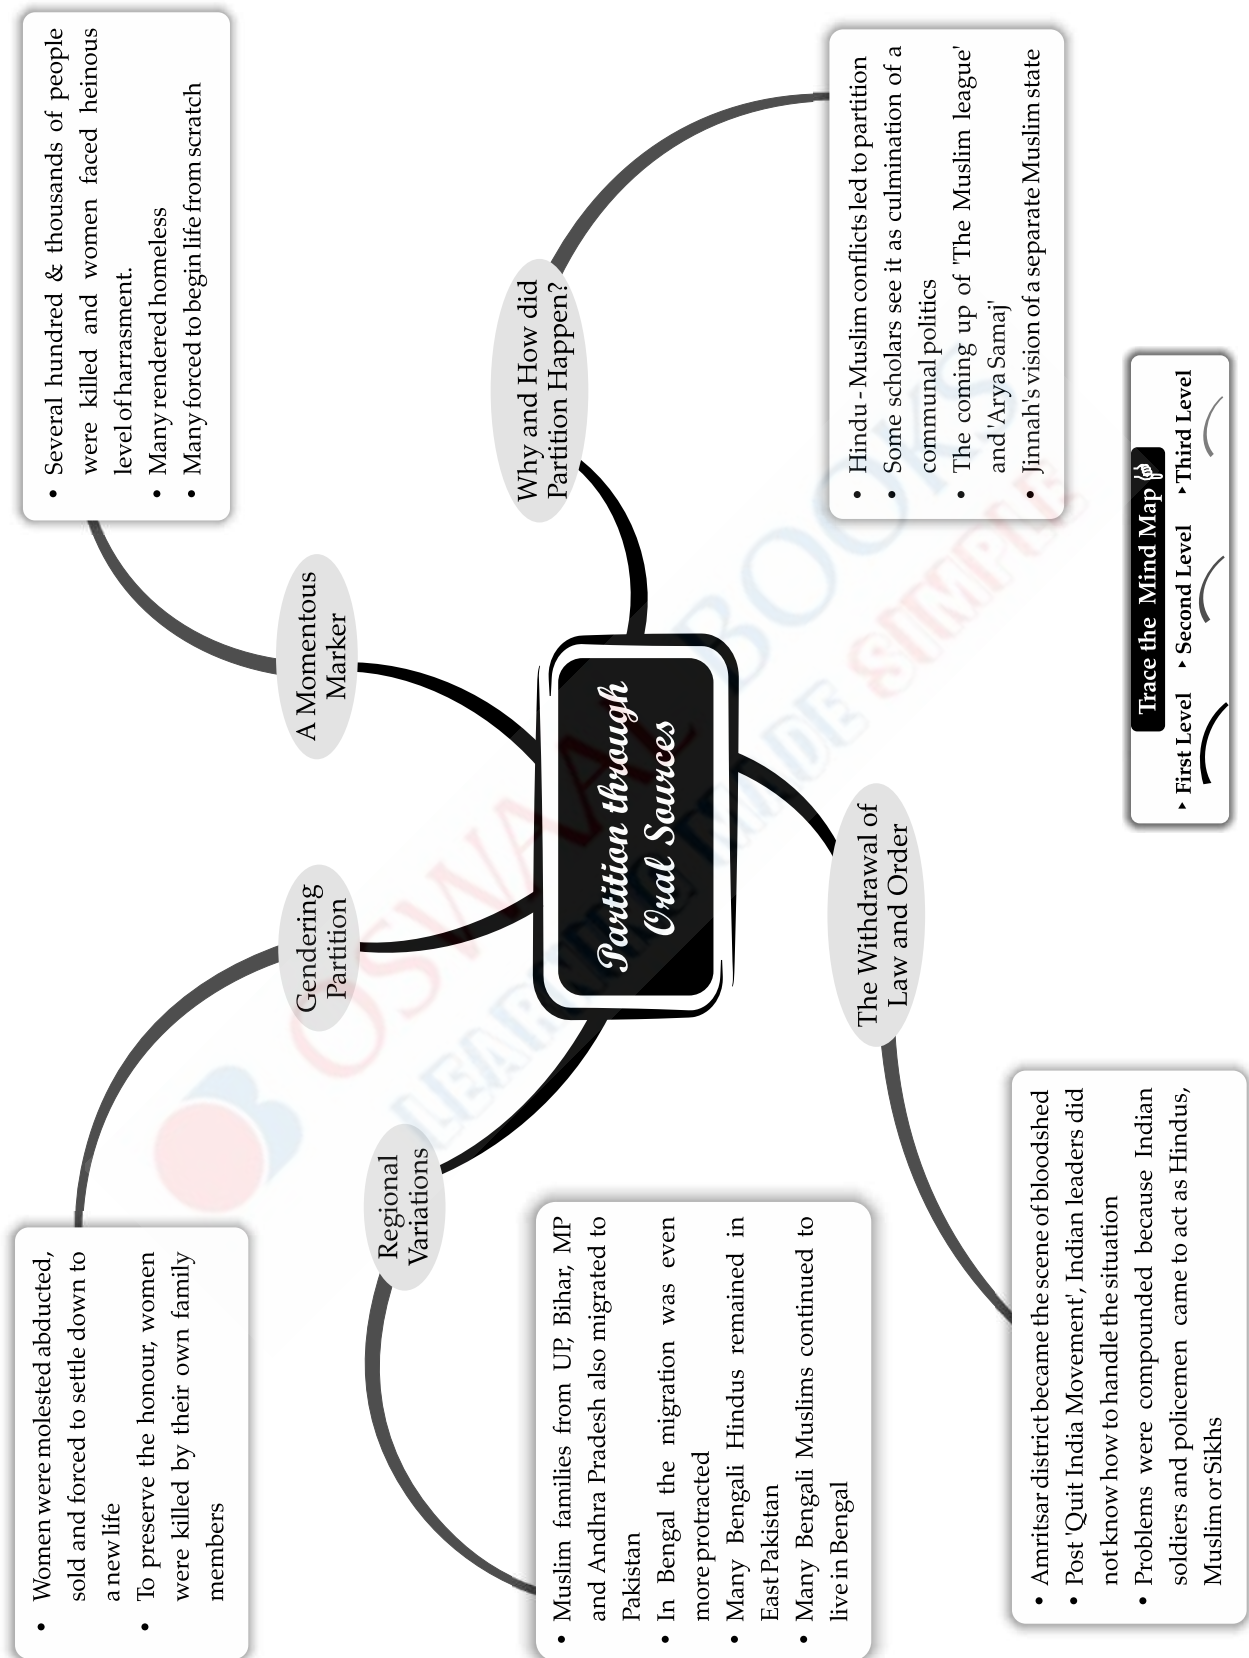 Partition through
Oral Sources
A Momentous
Marker
• Several hundred & thousands of people
were killed and women faced heinous
level of harrasment.
• Many rendered homeless
• Many forced to begin life from scratch
Why and How did
Partition Happen?
• Hindu - Muslim conflicts led to partition
• Some scholars see it as culmination of a
communal politics
• The coming up of 'The Muslim league'
and 'Arya Samaj'
• Jinnah's vision of a separate Muslim state
The Withdrawal of
Law and Order
• Amritsar district became the scene of bloodshed
• Post 'Quit India Movement', Indian leaders did
not know how to handle the situation
• Problems were compounded because Indian
soldiers and policemen came to act as Hindus,
Muslim or Sikhs
Regional
Variations
• Muslim families from UP, Bihar, MP
and Andhra Pradesh also migrated to
Pakistan
• In Bengal the migration was even
more protracted
• Many Bengali Hindus remained in
East Pakistan
• Many Bengali Muslims continued to
live in Bengal
Gendering
Partition
• Women were molested abducted,
sold and forced to settle down to
a new life
• To preserve the honour, women
were killed by their own family
members
Trace the Mind Map
First Level
Second Level
Third Level
OSWAAL BOOKS
LEARNING MADE SIMPLE